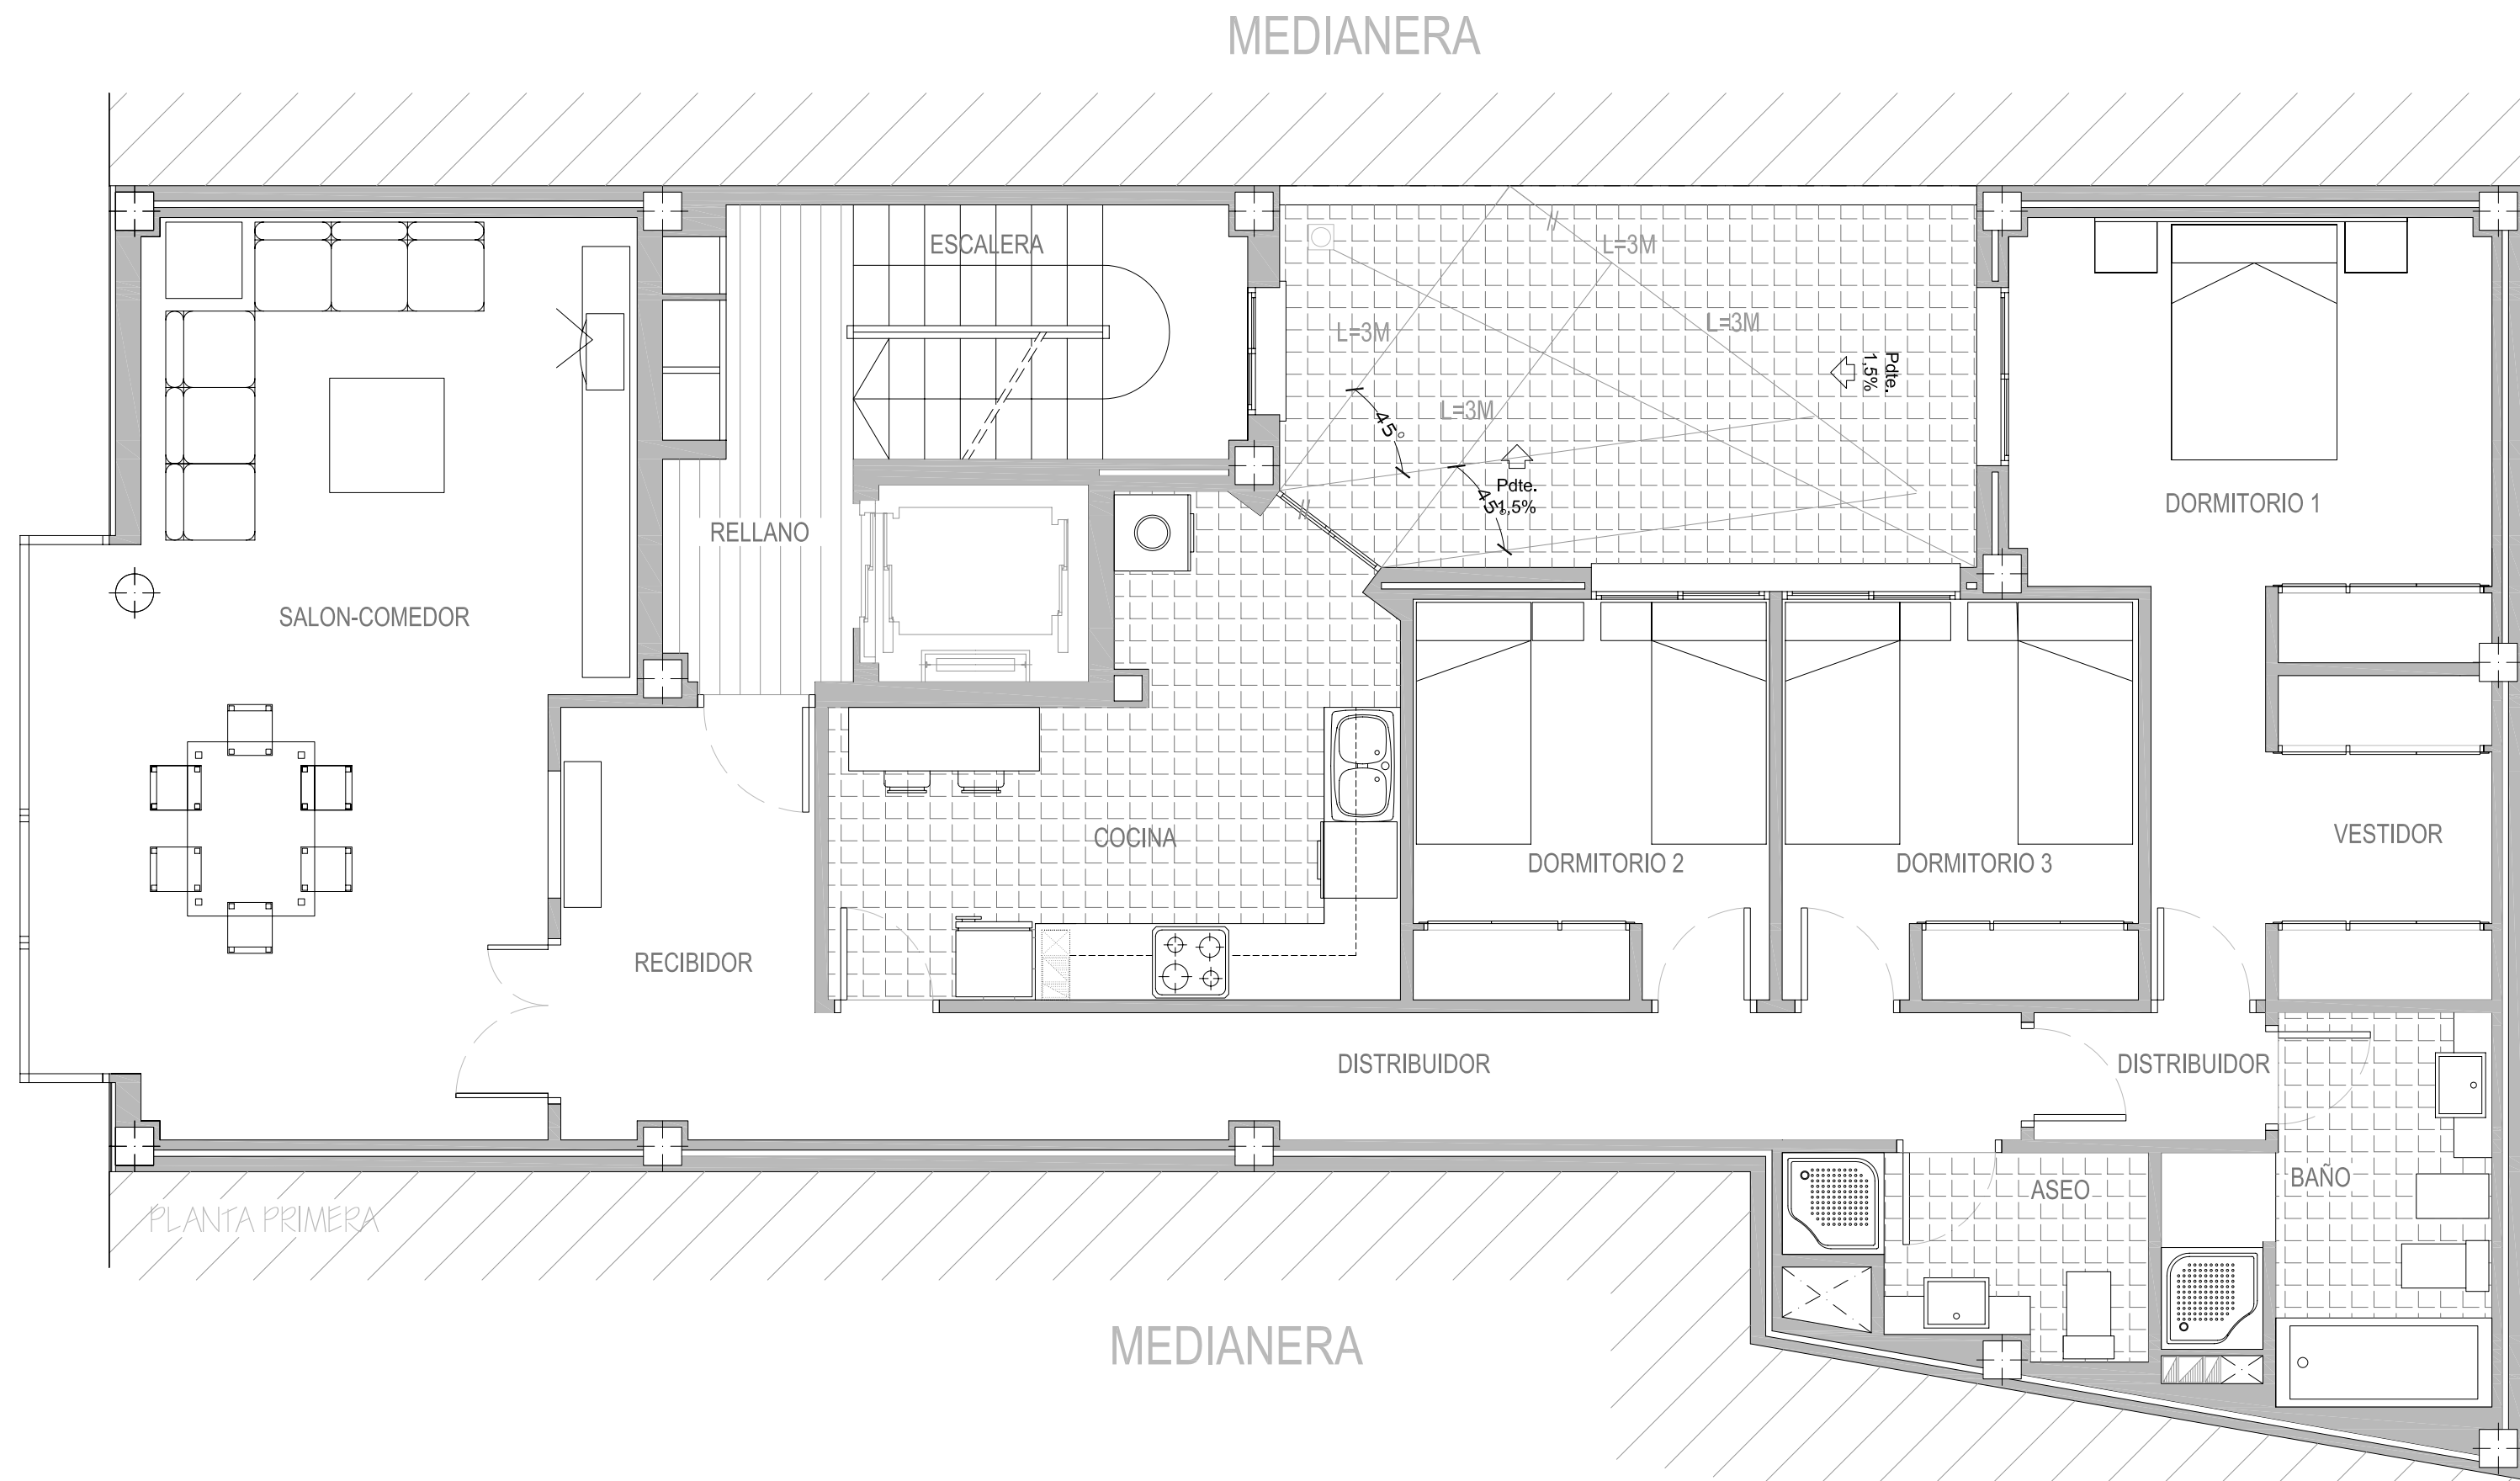 MEDIANERA
ESCALERA
L=3M
L=3M
L=3M
L=3M
Pdte.
1,5%
45°
45°
Pdte.
1,5%
DORMITORIO 1
RELLANO
SALON-COMEDOR
COCINA
DORMITORIO 2
DORMITORIO 3
VESTIDOR
RECIBIDOR
DISTRIBUIDOR
DISTRIBUIDOR
BAÑO
ASEO
PLANTA PRIMERA
MEDIANERA